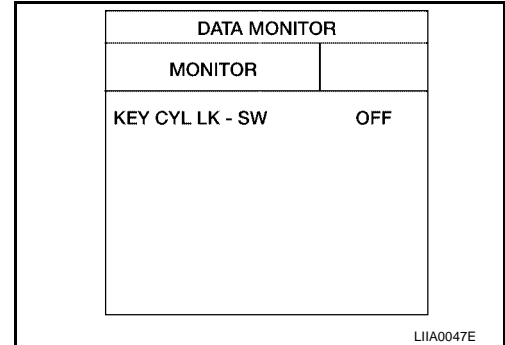 DATA MONITOR
MONITOR
KEY CYL LK - SW OFF
LIIA0047E